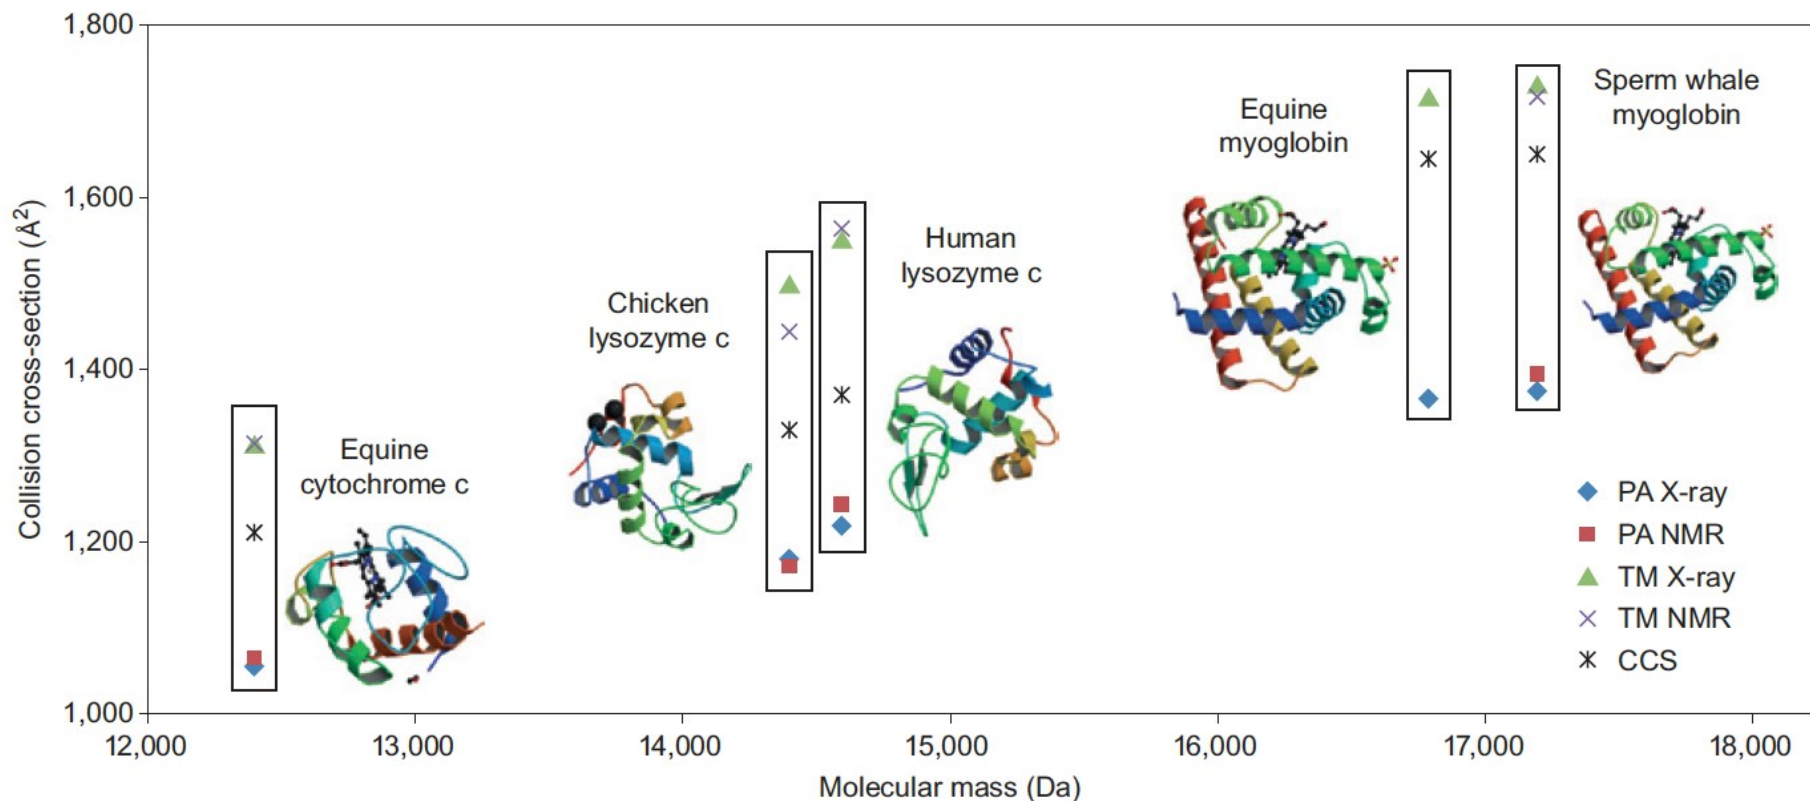 1,800
1,600
1,400
1,200
1,000
Collision cross-section (Å²)
12,000
13,000
14,000
15,000
16,000
17,000
18,000
Molecular mass (Da)
Equine
cytochrome c
Chicken
lysozyme c
Human
lysozyme c
Equine
myoglobin
Sperm whale
myoglobin
PA X-ray
PA NMR
TM X-ray
TM NMR
CCS